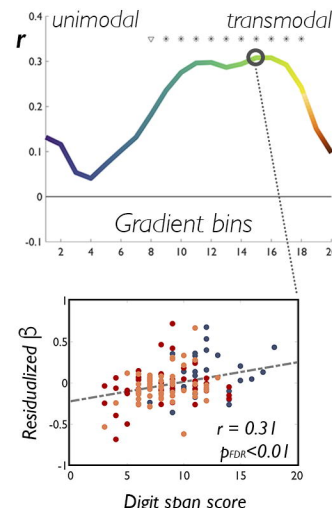 unimodal transmodal
r
0.4
▽ * * * * * * * * * *
0.3
0.2
0.1
0
-0.1
2 4 6 8 10 12 14 16 18 20
Gradient bins
Residualized β
1
0.5
0
-0.5
-1
r = 0.31
pFDR<0.01
0 5 10 15 20
Digit span score